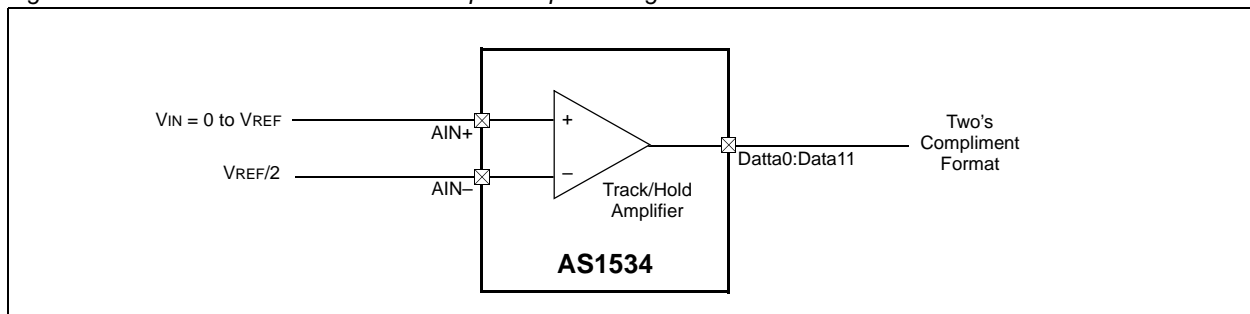 VIN = 0 to VREF
AIN+
+
VREF/2
AIN–
–
Track/Hold
Amplifier
Datta0:Data11
Two's
Compliment
Format
AS1534